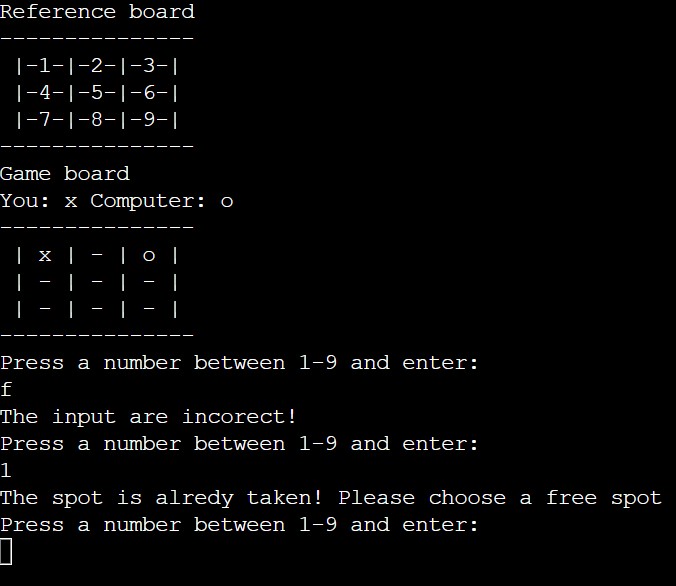 Reference board
---------------
|-1-|-2-|-3-|
|-4-|-5-|-6-|
|-7-|-8-|-9-|
---------------
Game board
You: x Computer: o
---------------
| x | - | o |
| - | - | - |
| - | - | - |
---------------
Press a number between 1-9 and enter:
f
The input are incorect!
Press a number between 1-9 and enter:
1
The spot is alredy taken! Please choose a free spot
Press a number between 1-9 and enter: